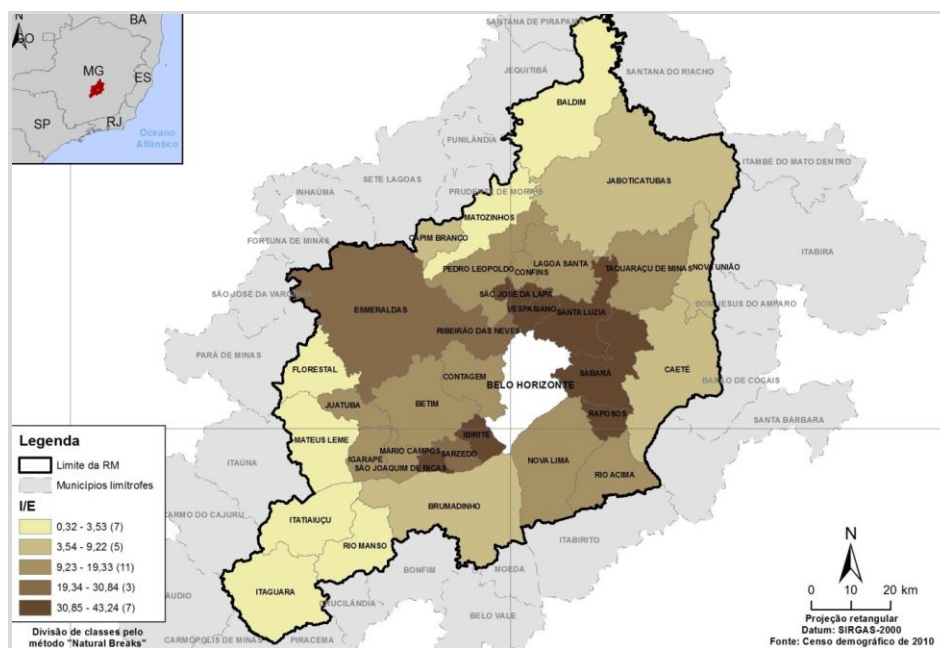 N
BA
GO
MG
ES
SP
RJ
Oceano
Atlântico
SANTANA DE PIRAPAMA
JEQUITIBÁ
SANTANA DO RIACHO
BALDIM
FUNILÂNDIA
ITAMBÉ DO MATO DENTRO
SETE LAGOAS
JABOTICATUBAS
INHAÚMA
PRUDENTE DE MORAIS
MATOZINHOS
FORTUNA DE MINAS
CAPIM BRANCO
ITABIRA
LAGOA SANTA
PEDRO LEOPOLDO
CONFINS
TAQUARAÇU DE MINAS
NOVA UNIÃO
SÃO JOSÉ DA
SÃO JOSÉ DA LAPA
BOM JESUS DO AMPARO
ESMERALDAS
VESPASIANO
SANTA LUZIA
RIBEIRÃO DAS NEVES
PARÁ DE MINAS
FLORESTAL
CONTAGEM
BELO HORIZONTE
SABARÁ
CAETÉ
BARÃO DE COCAIS
JUATUBA
BETIM
RAPOSOS
SANTA BÁRBARA
MATEUS LEME
IBIRITÉ
ITAÚNA
IGARAPÉ
MÁRIO CAMPOS
SARZEDO
SÃO JOAQUIM DE BICAS
NOVA LIMA
RIO ACIMA
BRUMADINHO
CARMO DO CAJURU
ITATIAIUÇU
RIO MANSO
ITABIRITO
BONFIM
MOEDA
ITAGUARA
CRUCILÂNDIA
BELO VALE
CARMÓPOLIS DE MINAS
PIRACEMA
Legenda
Limite da RM
Municípios limítrofes
I/E
0,32 - 3,53 (7)
3,54 - 9,22 (5)
9,23 - 19,33 (11)
19,34 - 30,84 (3)
30,85 - 43,24 (7)
Divisão de classes pelo
método "Natural Breaks"
N
0 10 20 km
Projeção retangular
Datum: SIRGAS-2000
Fonte: Censo demográfico de 2010